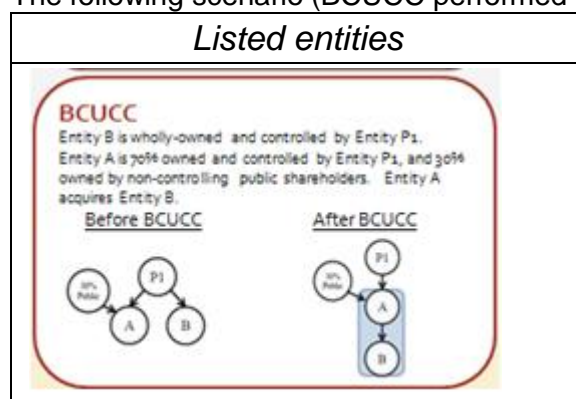 The following scenario (BCUCC performed
Listed entities
BCUCC
Entity B is wholly-owned and controlled by Entity P1.
Entity A is 70% owned and controlled by Entity P1, and 30%
owned by non-controlling public shareholders. Entity A
acquires Entity B.
Before BCUCC
After BCUCC
30%
Public
P1
A
B
30%
Public
P1
A
B